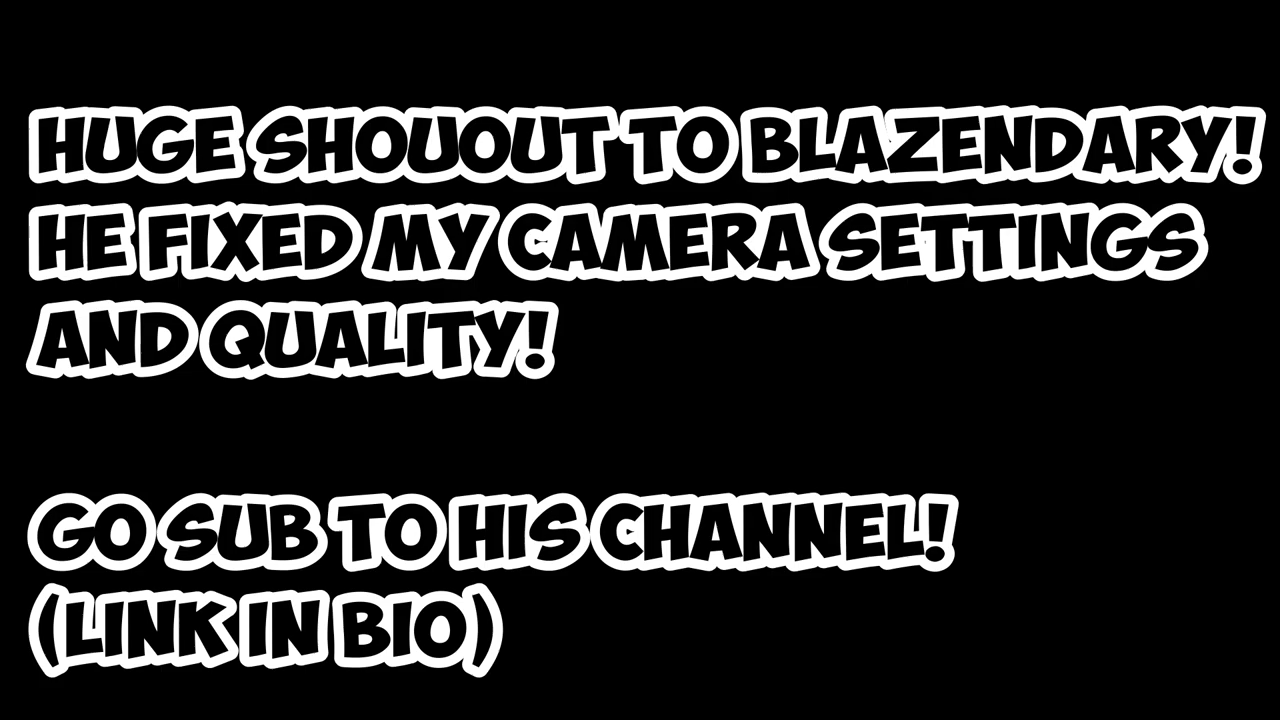 HUGE SHOUOUT TO BLAZENDARY!
HE FIXED MY CAMERA SETTINGS
AND QUALITY!
GO SUB TO HIS CHANNEL!
(LINK IN BIO)